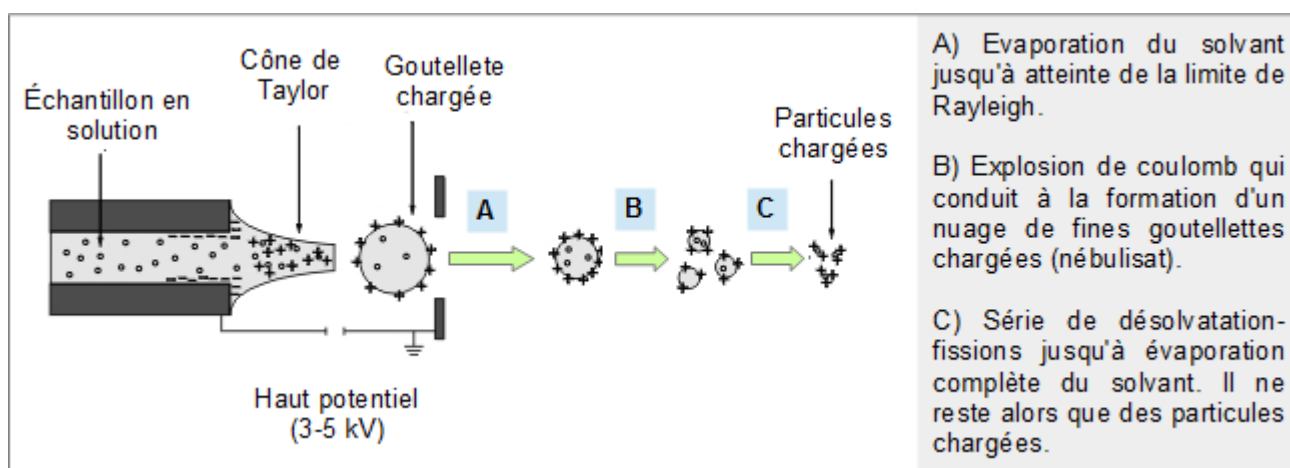 Échantillon en
solution
Cône de
Taylor
Goutellete
chargée
Particules
chargées
A
B
C
Haut potentiel
(3-5 kV)
A) Evaporation du solvant
jusqu'à atteinte de la limite de
Rayleigh.
B) Explosion de coulomb qui
conduit à la formation d'un
nuage de fines goutellettes
chargées (nébulisat).
C) Série de désolvatation-
fissions jusqu'à évaporation
complète du solvant. Il ne
reste alors que des particules
chargées.